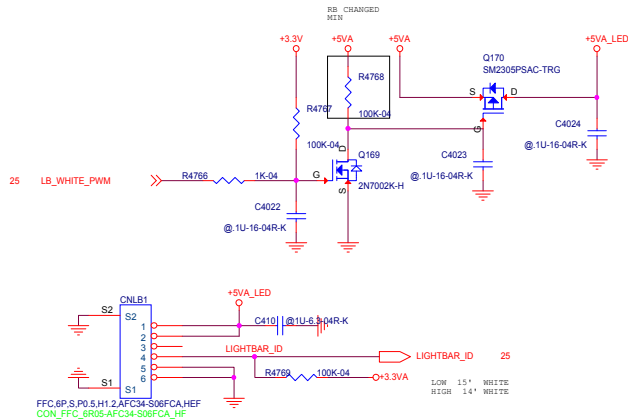 RB CHANGED
MIN
+3.3V
+5VA
+5VA
+5VA_LED
Q170
SM2305PSAC-TRG
R4768
100K-04
S
D
G
R4767
100K-04
C4024
@.1U-16-04R-K
D
Q169
G
S
2N7002K-H
C4023
@.1U-16-04R-K
25 LB_WHITE_PWM
R4766
1K-04
C4022
@.1U-16-04R-K
+5VA_LED
CNLB1
S2
S2
1
2
3
4
5
6
S1
S1
C410
@1U-6.3-04R-K
LIGHTBAR_ID
LIGHTBAR_ID 25
R4769
100K-04
+3.3VA
LOW 15' WHITE
HIGH 14' WHITE
FFC,6P,S,P0.5,H1.2,AFC34-S06FCA,HEF
CON_FFC_6R05-AFC34-S06FCA_HF